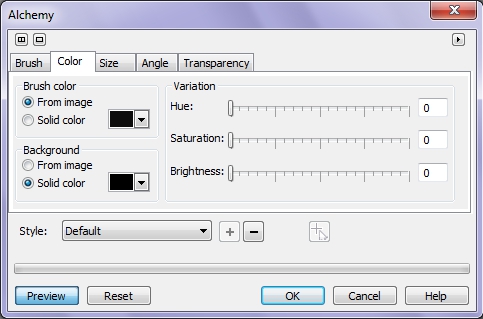 Alchemy
Brush Color Size Angle Transparency
Brush color
From image
Solid color
Background
From image
Solid color
Variation
Hue: 0
Saturation: 0
Brightness: 0
Style: Default
Preview Reset OK Cancel Help